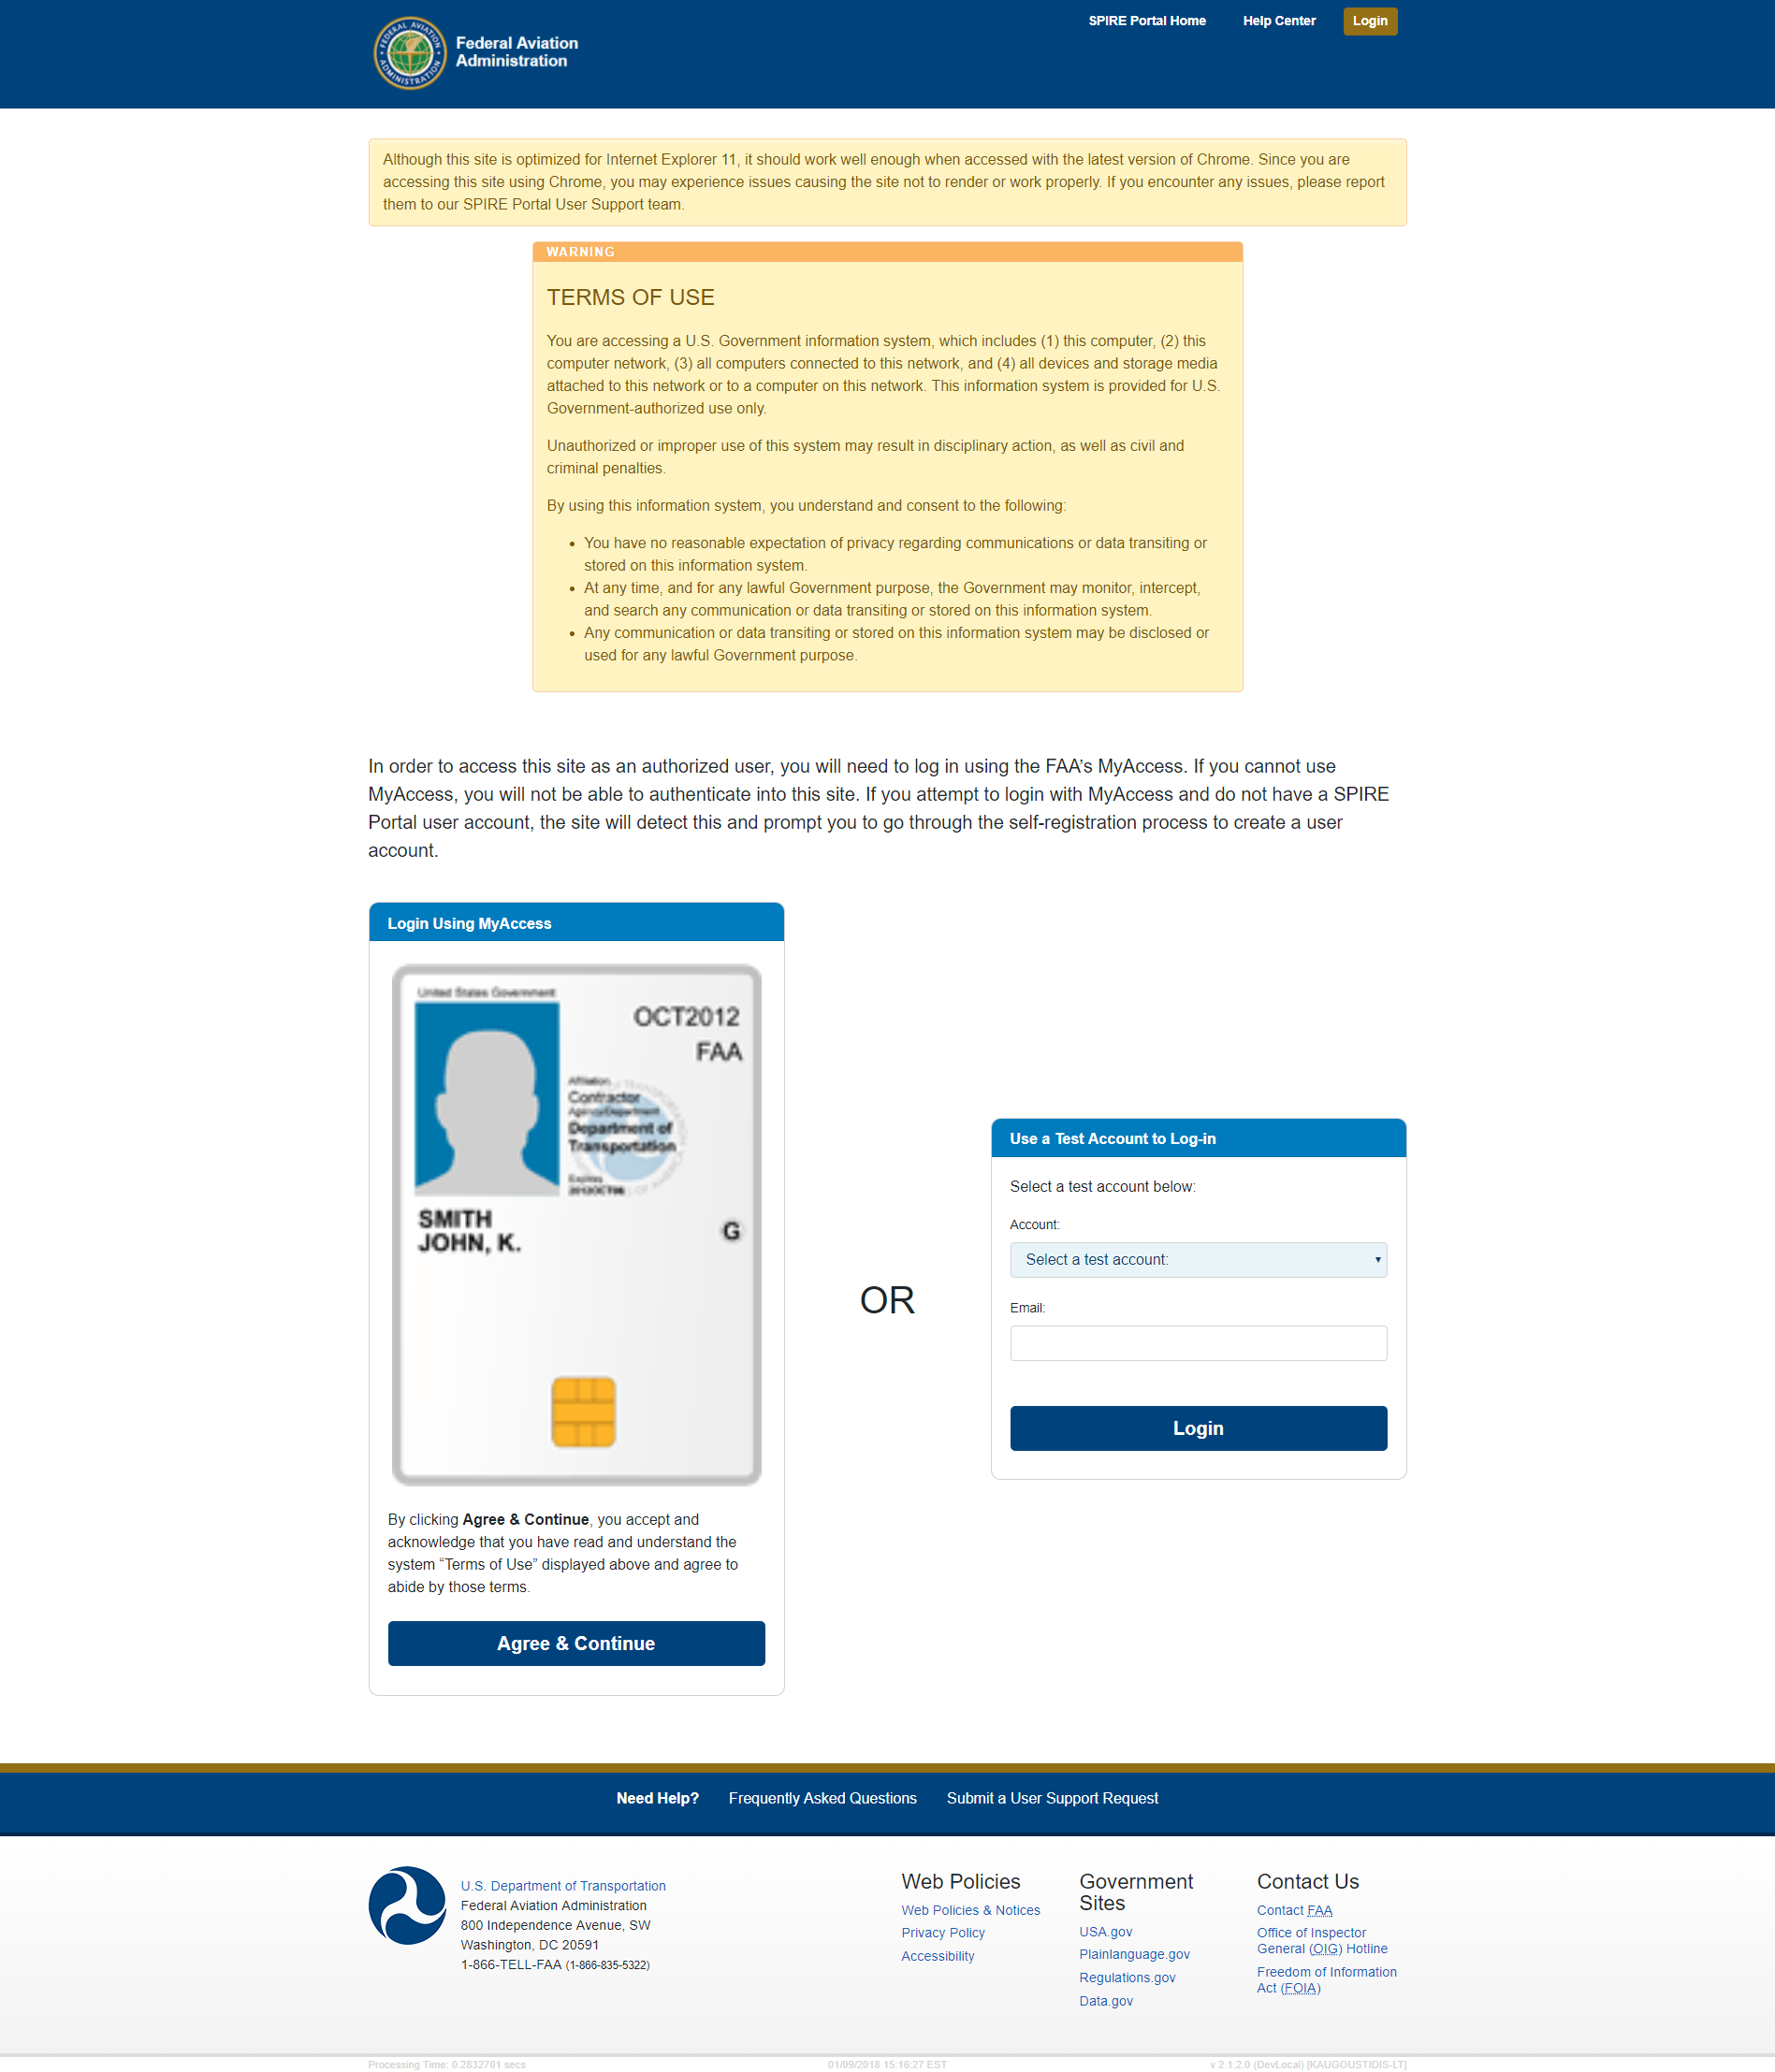 Federal Aviation
Administration
SPIRE Portal Home
Help Center
Login
Although this site is optimized for Internet Explorer 11, it should work well enough when accessed with the latest version of Chrome. Since you are
accessing this site using Chrome, you may experience issues causing the site not to render or work properly. If you encounter any issues, please report
them to our SPIRE Portal User Support team.
WARNING
TERMS OF USE
You are accessing a U.S. Government information system, which includes (1) this computer, (2) this
computer network, (3) all computers connected to this network, and (4) all devices and storage media
attached to this network or to a computer on this network. This information system is provided for U.S.
Government-authorized use only.
Unauthorized or improper use of this system may result in disciplinary action, as well as civil and
criminal penalties.
By using this information system, you understand and consent to the following:
• You have no reasonable expectation of privacy regarding communications or data transiting or
stored on this information system.
• At any time, and for any lawful Government purpose, the Government may monitor, intercept,
and search any communication or data transiting or stored on this information system.
• Any communication or data transiting or stored on this information system may be disclosed or
used for any lawful Government purpose.
In order to access this site as an authorized user, you will need to log in using the FAA’s MyAccess. If you cannot use
MyAccess, you will not be able to authenticate into this site. If you attempt to login with MyAccess and do not have a SPIRE
Portal user account, the site will detect this and prompt you to go through the self-registration process to create a user
account.
Login Using MyAccess
United States Government
OCT2012
FAA
Affiliation
Contractor
Agency/Department
Department of
Transportation
Expires
2013OCT06
SMITH
JOHN, K.
G
By clicking Agree & Continue, you accept and
acknowledge that you have read and understand the
system “Terms of Use” displayed above and agree to
abide by those terms.
Agree & Continue
OR
Use a Test Account to Log-in
Select a test account below:
Account:
Select a test account:
Email:
Login
Need Help?
Frequently Asked Questions
Submit a User Support Request
U.S. Department of Transportation
Federal Aviation Administration
800 Independence Avenue, SW
Washington, DC 20591
1-866-TELL-FAA (1-866-835-5322)
Web Policies
Web Policies & Notices
Privacy Policy
Accessibility
Government
Sites
USA.gov
Plainlanguage.gov
Regulations.gov
Data.gov
Contact Us
Contact FAA
Office of Inspector
General (OIG) Hotline
Freedom of Information
Act (FOIA)
Processing Time: 0.2832701 secs
01/09/2018 15:16:27 EST
v 2.1.2.0 (DevLocal) [KAUGOUSTIDIS-LT]